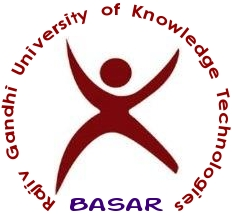 Rajiv Gandhi University of Knowledge Technologies
BASAR